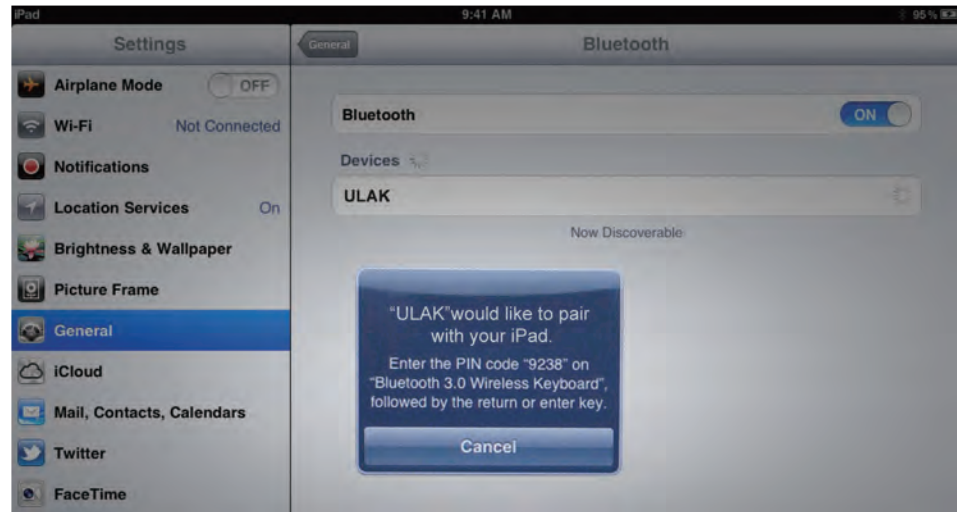 iPad 9:41 AM 95%
Settings General Bluetooth
Airplane Mode OFF
Wi-Fi Not Connected
Notifications
Location Services On
Brightness & Wallpaper
Picture Frame
General
iCloud
Mail, Contacts, Calendars
Twitter
FaceTime
Bluetooth ON
Devices
ULAK
Now Discoverable
“ULAK”would like to pair
with your iPad.
Enter the PIN code “9238” on
“Bluetooth 3.0 Wireless Keyboard”,
followed by the return or enter key.
Cancel